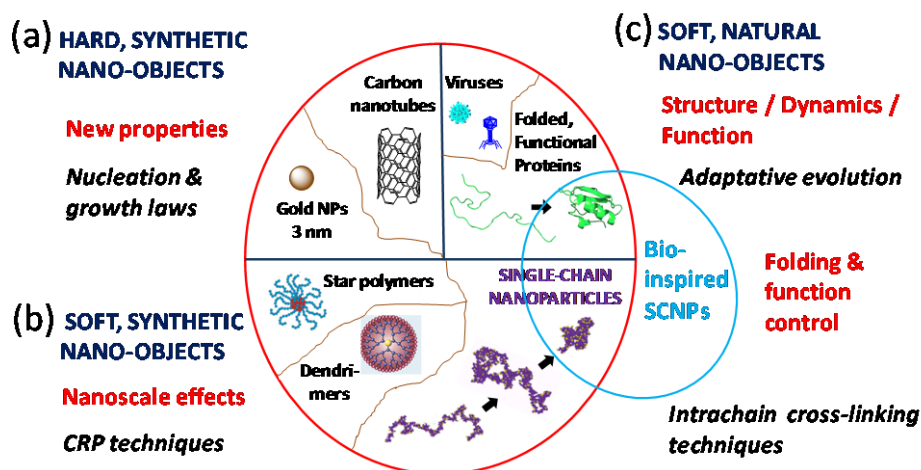 (a) HARD, SYNTHETIC
NANO-OBJECTS
New properties
Nucleation &
growth laws
Carbon
nanotubes
Gold NPs
3 nm
Viruses
Folded,
Functional
Proteins
(c) SOFT, NATURAL
NANO-OBJECTS
Structure / Dynamics /
Function
Adaptative evolution
(b) SOFT, SYNTHETIC
NANO-OBJECTS
Nanoscale effects
CRP techniques
Star polymers
Dendri-
mers
SINGLE-CHAIN
NANOPARTICLES
Bio-
inspired
SCNPs
Folding &
function
control
Intrachain cross-linking
techniques